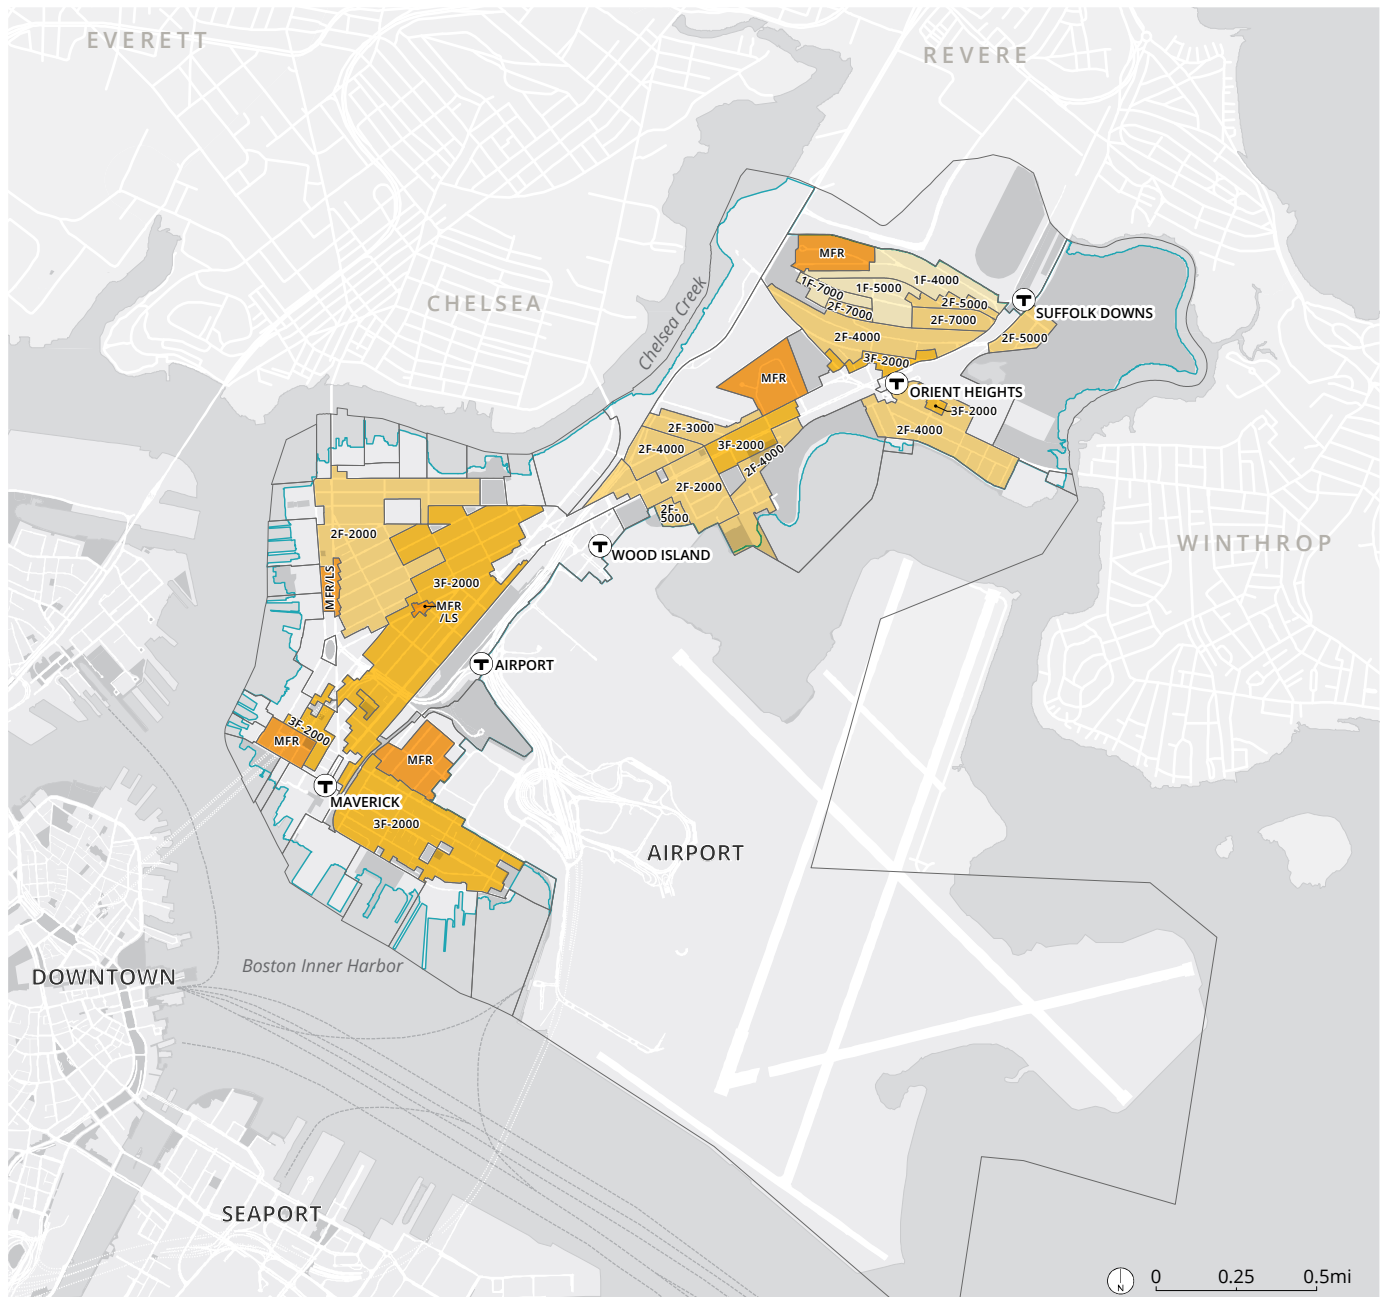 EVERETT
REVERE
CHELSEA
Chelsea Creek
MFR
1F-4000
1F-7000
1F-5000
2F-5000
2F-7000
2F-7000
SUFFOLK DOWNS
2F-4000
2F-5000
3F-2000
MFR
ORIENT HEIGHTS
3F-2000
2F-4000
2F-3000
3F-2000
2F-4000
2F-4000
2F-2000
2F-
5000
2F-2000
WOOD ISLAND
WINTHROP
MFR/LS
3F-2000
MFR
/LS
AIRPORT
3F-2000
MFR
MFR
MAVERICK
3F-2000
AIRPORT
Boston Inner Harbor
DOWNTOWN
SEAPORT
N
0 0.25 0.5mi
T
T
T
T
T